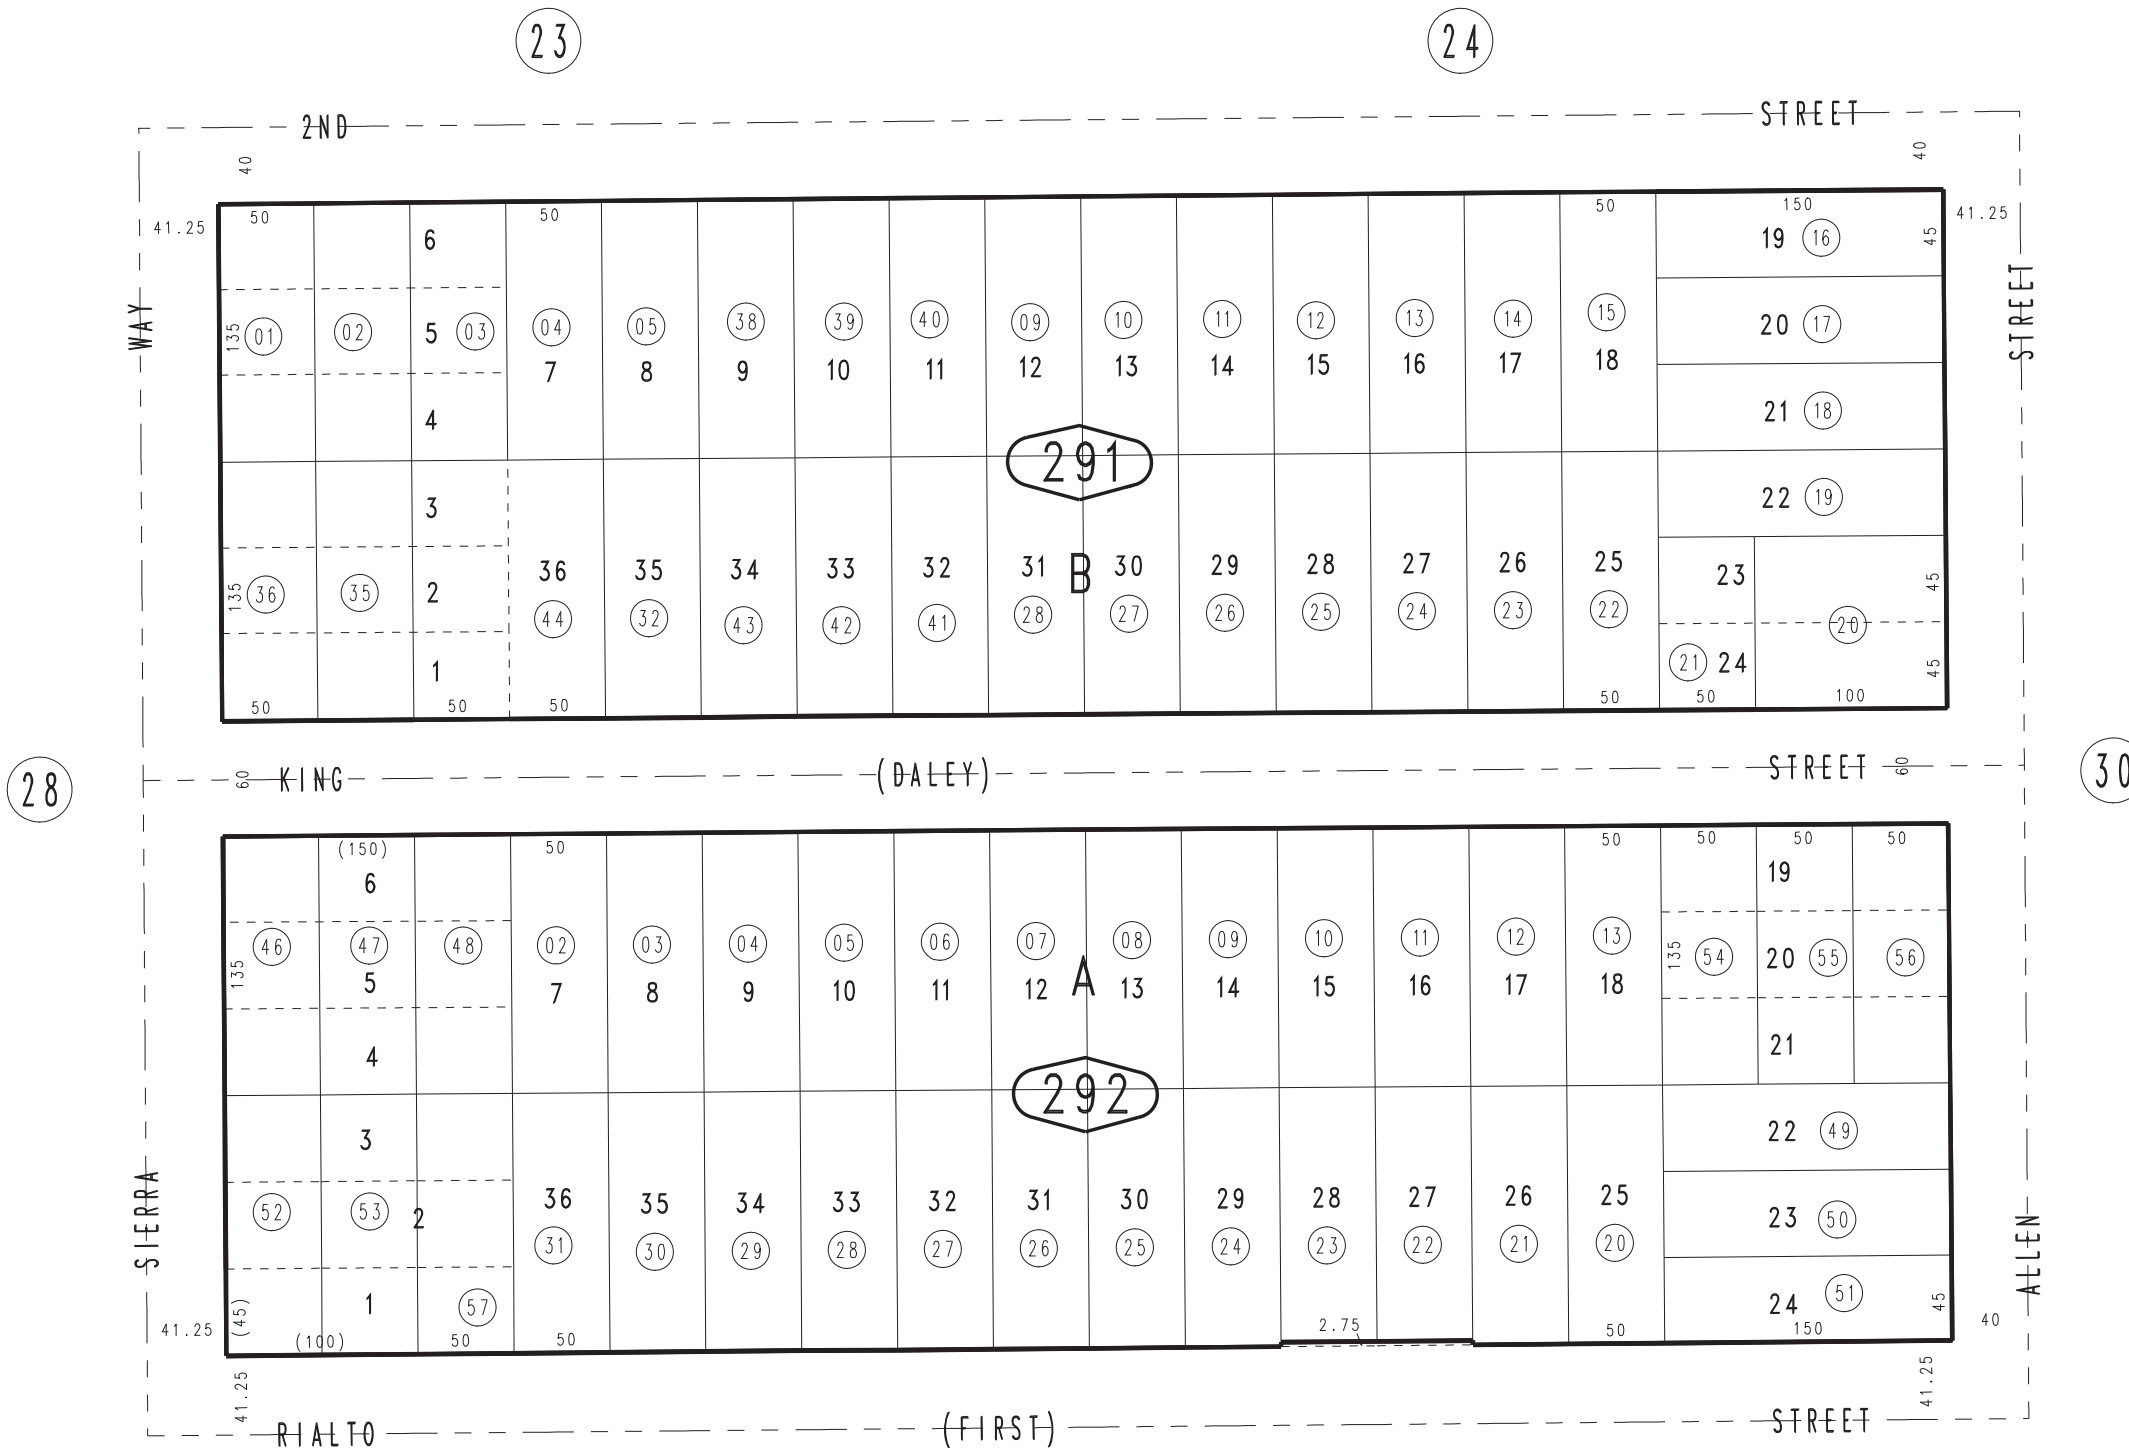 23 24
2ND STREET
40 40
41.25 50 6 50 50 150 41.25
19 16 45
WAY STREET
135 01 02 5 03 04 05 38 39 40 09 10 11 12 13 14 15 20 17
7 8 9 10 11 12 13 14 15 16 17 18
4 21 18
291
3 22 19
36 35 34 33 32 31 B 30 29 28 27 26 25 23 45
135 36 35 2 44 32 43 42 41 28 27 26 25 24 23 22 20
1 21 24 45
50 50 50 50 50 100
28 60 KING (DALEY) STREET 60 30
(150) 50 50 50 50 50
6 19
46 47 48 02 03 04 05 06 07 08 09 10 11 12 13 54 20 55 56
135 5 7 8 9 10 11 12 A 13 14 15 16 17 18 135
4 21
292
3 22 49
SIERRA ALLEN
36 35 34 33 32 31 30 29 28 27 26 25
52 53 2 23 50
31 30 29 28 27 26 25 24 23 22 21 20
(45) 1 57 24 51 45
41.25 (100) 50 50 2.75 50 150 40
41.25 41.25
RIALTO (FIRST) STREET